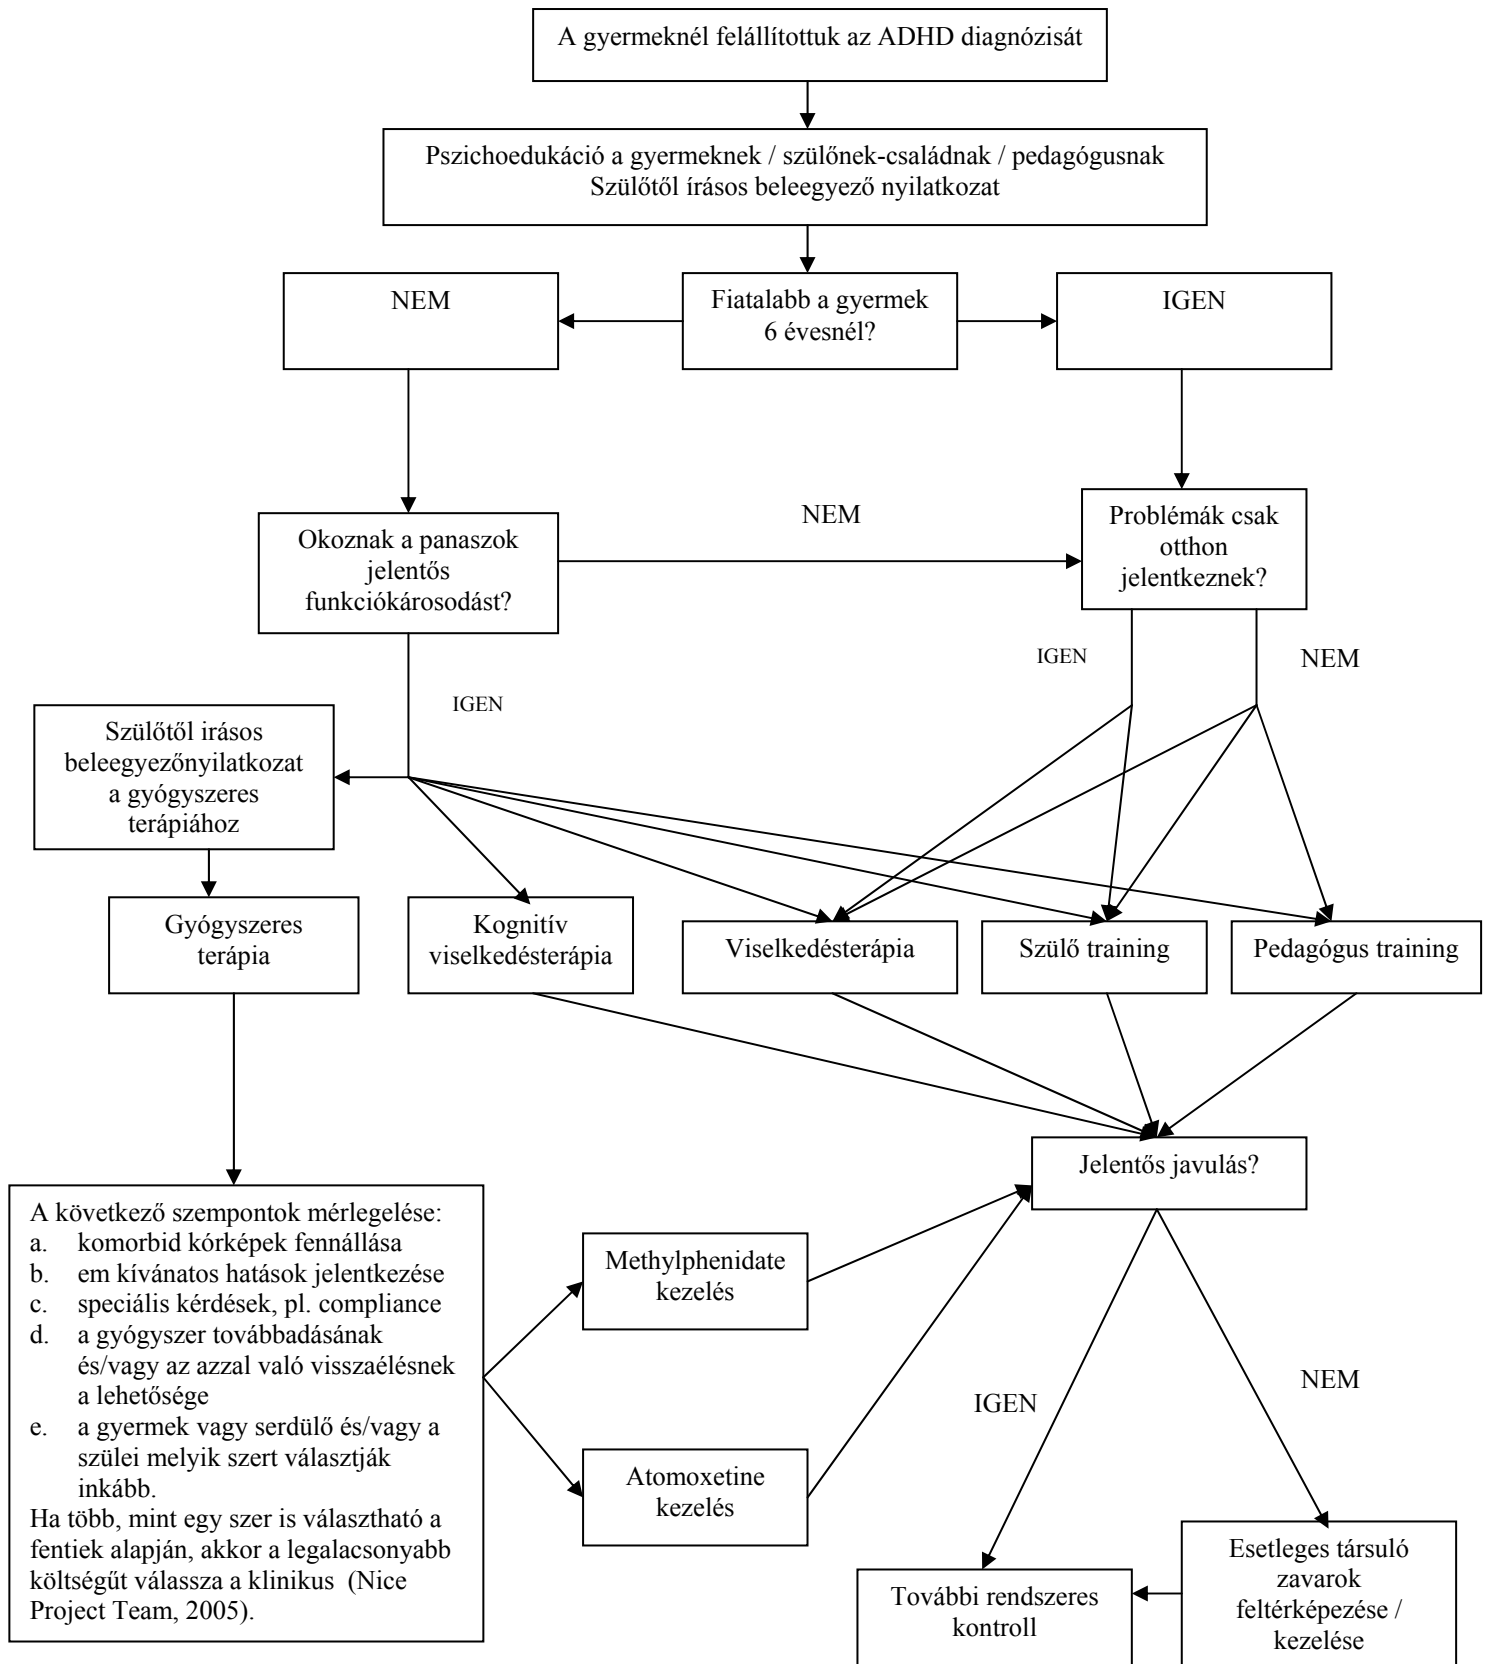 A gyermeknél felállítottuk az ADHD diagnózisát
Pszichoedukáció a gyermeknek / szülőnek-családnak / pedagógusnak
Szülőtől írásos beleegyező nyilatkozat
NEM
Fiatalabb a gyermek
6 évesnél?
IGEN
Okoznak a panaszok
jelentős
funkciókárosodást?
NEM
Problémák csak
otthon
jelentkeznek?
IGEN
NEM
IGEN
Szülőtől irásos
beleegyezőnyilatkozat
a gyógyszeres
terápiához
Gyógyszeres
terápia
Kognitív
viselkedésterápia
Viselkedésterápia
Szülő training
Pedagógus training
Jelentős javulás?
A következő szempontok mérlegelése:
a. komorbid kórképek fennállása
b. em kívánatos hatások jelentkezése
c. speciális kérdések, pl. compliance
d. a gyógyszer továbbadásának
és/vagy az azzal való visszaélésnek
a lehetősége
e. a gyermek vagy serdülő és/vagy a
szülei melyik szert választják
inkább.
Ha több, mint egy szer is választható a
fentiek alapján, akkor a legalacsonyabb
költségűt válassza a klinikus (Nice
Project Team, 2005).
Methylphenidate
kezelés
Atomoxetine
kezelés
IGEN
NEM
További rendszeres
kontroll
Esetleges társuló
zavarok
feltérképezése /
kezelése